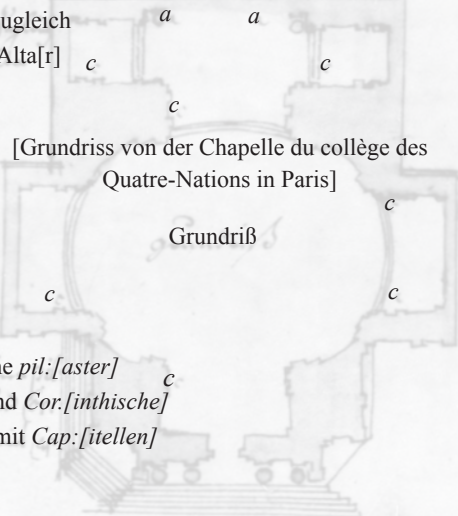 ugleich
a a
Alta[r]
c c
c
[Grundriss von der Chapelle du collège des
Quatre-Nations in Paris]
c
Grundriß
c c
ne pil:[aster]
c
nd Cor.[inthische]
mit Cap:[itellen]